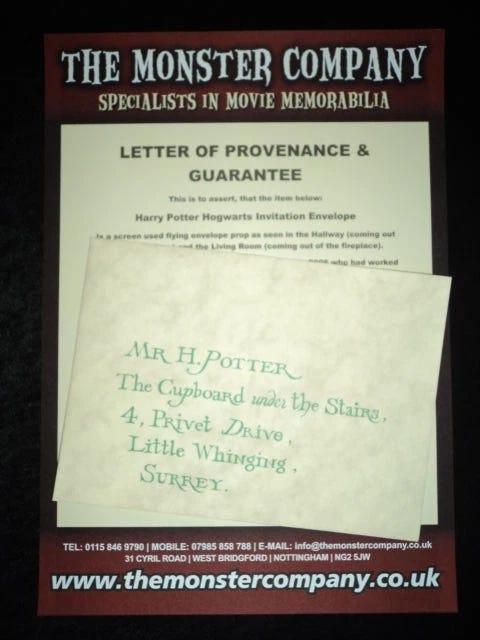 THE MONSTER COMPANY
SPECIALISTS IN MOVIE MEMORABILIA
LETTER OF PROVENANCE &
GUARANTEE
This is to assert, that the item below:
Harry Potter Hogwarts Invitation Envelope
is a screen used flying envelope prop as seen in the Hallway (coming out
and the Living Room (coming out of the fireplace).
who had worked
MR H. POTTER
The Cupboard under the Stairs,
4, Privet Drive,
Little Whinging,
SURREY.
TEL: 0115 846 9790 | MOBILE: 07985 858 788 | E-MAIL: info@themonstercompany.co.uk
31 CYRIL ROAD | WEST BRIDGFORD | NOTTINGHAM | NG2 5JW
www.themonstercompany.co.uk